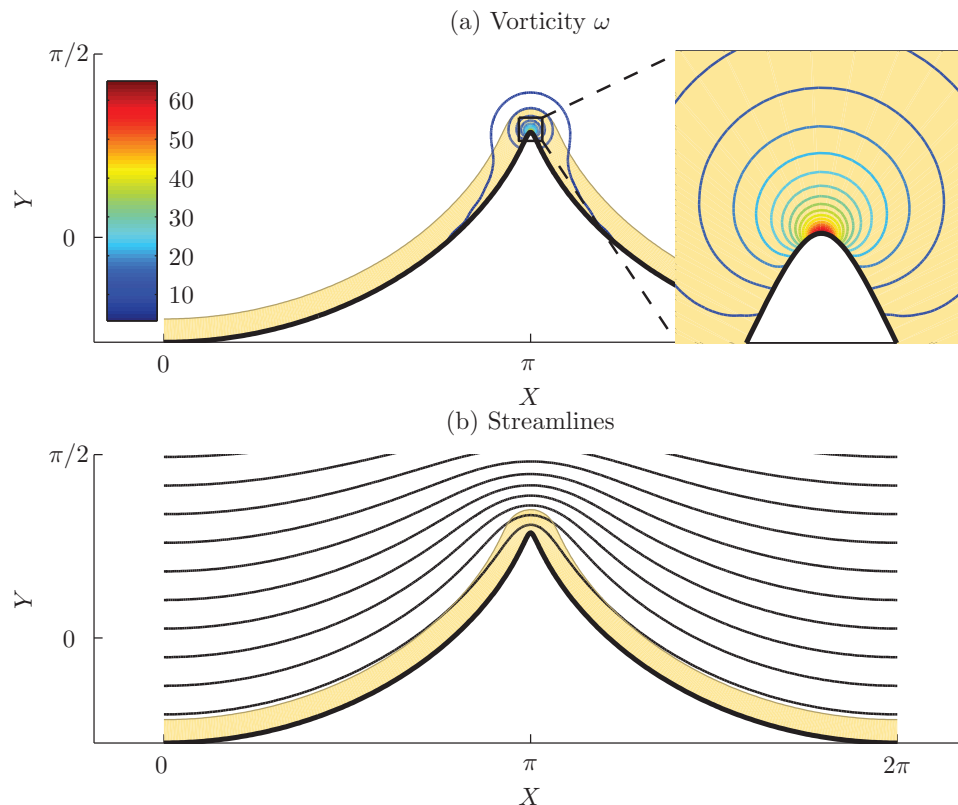 (a) Vorticity ω
π/2
60
50
40
30
20
10
Y
0
0
π
X
(b) Streamlines
π/2
Y
0
0
π
2π
X